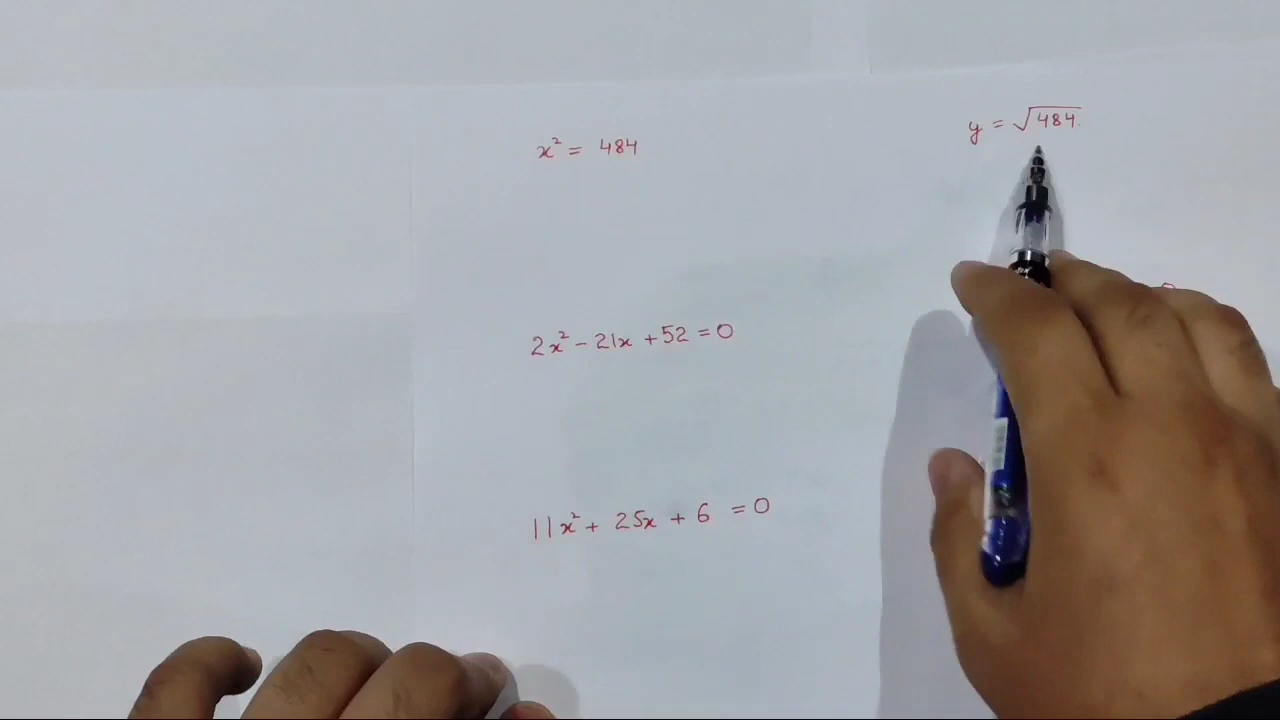 x² = 484
y = √484
2x² - 21x + 52 = 0
11x² + 25x + 6 = 0